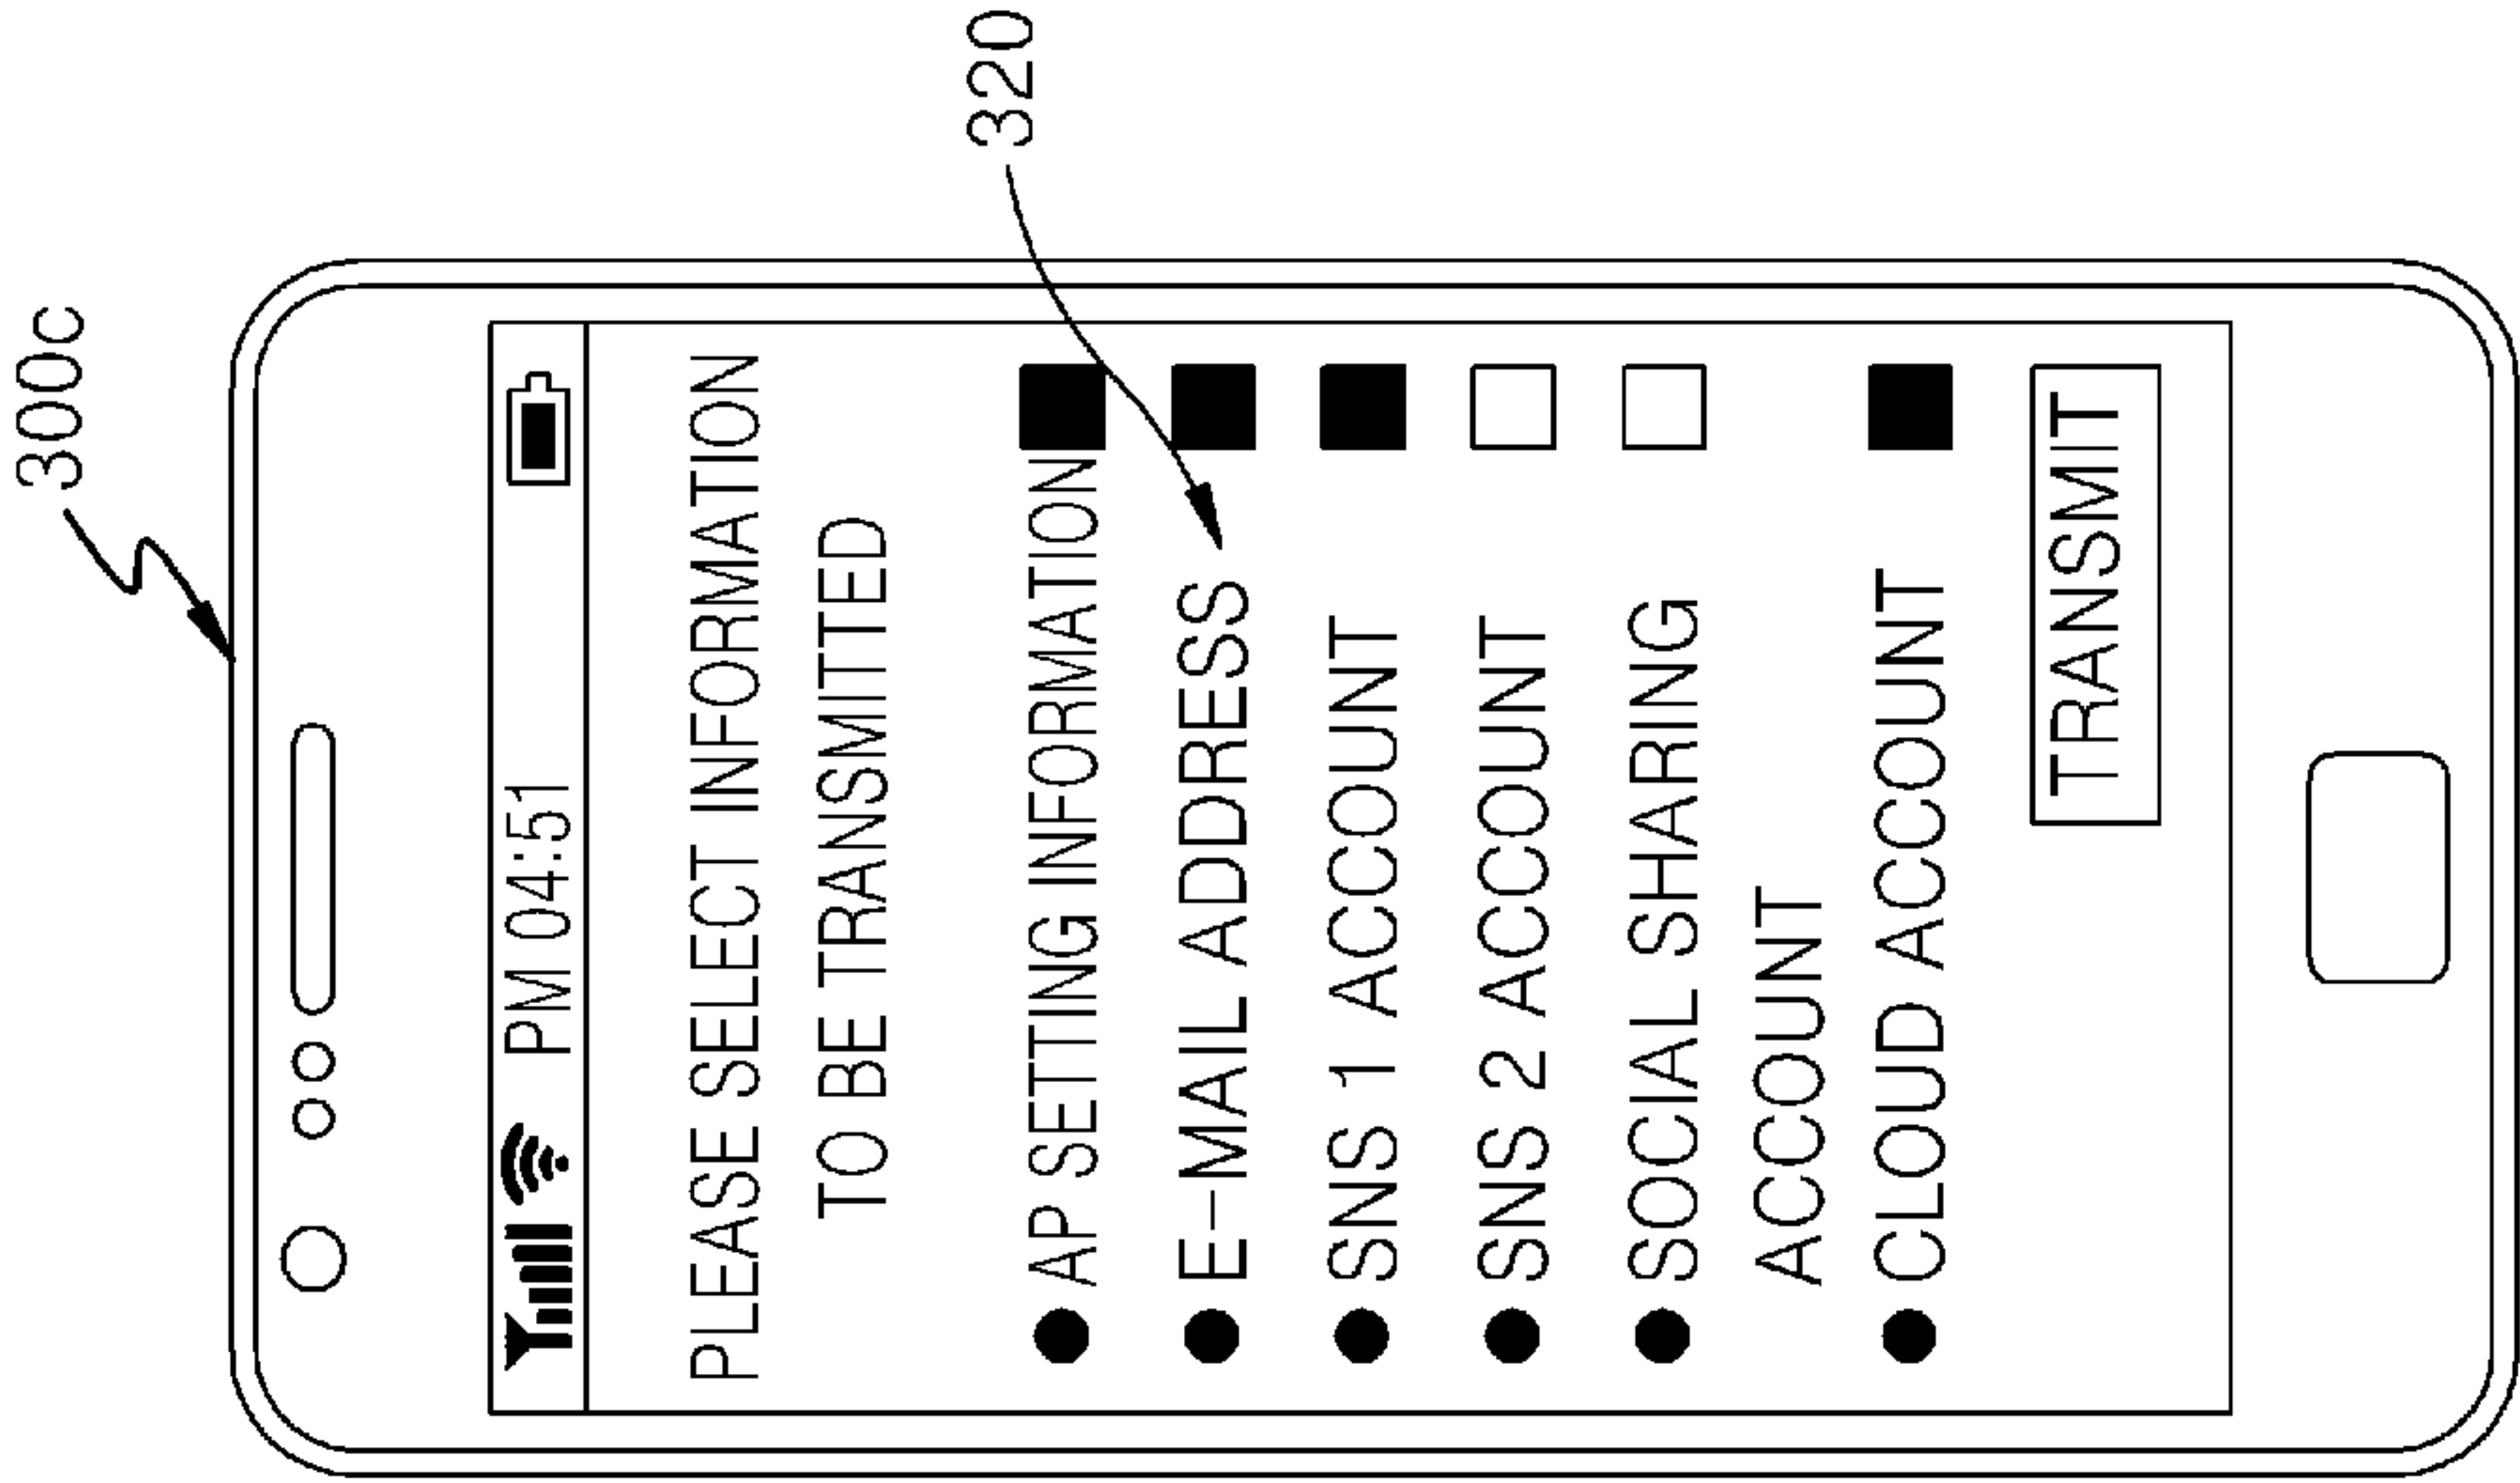 300c
PM 04:51
PLEASE SELECT INFORMATION
TO BE TRANSMITTED
● AP SETTING INFORMATION
● E-MAIL ADDRESS
320
● SNS 1 ACCOUNT
● SNS 2 ACCOUNT
● SOCIAL SHARING
ACCOUNT
● CLOUD ACCOUNT
TRANSMIT